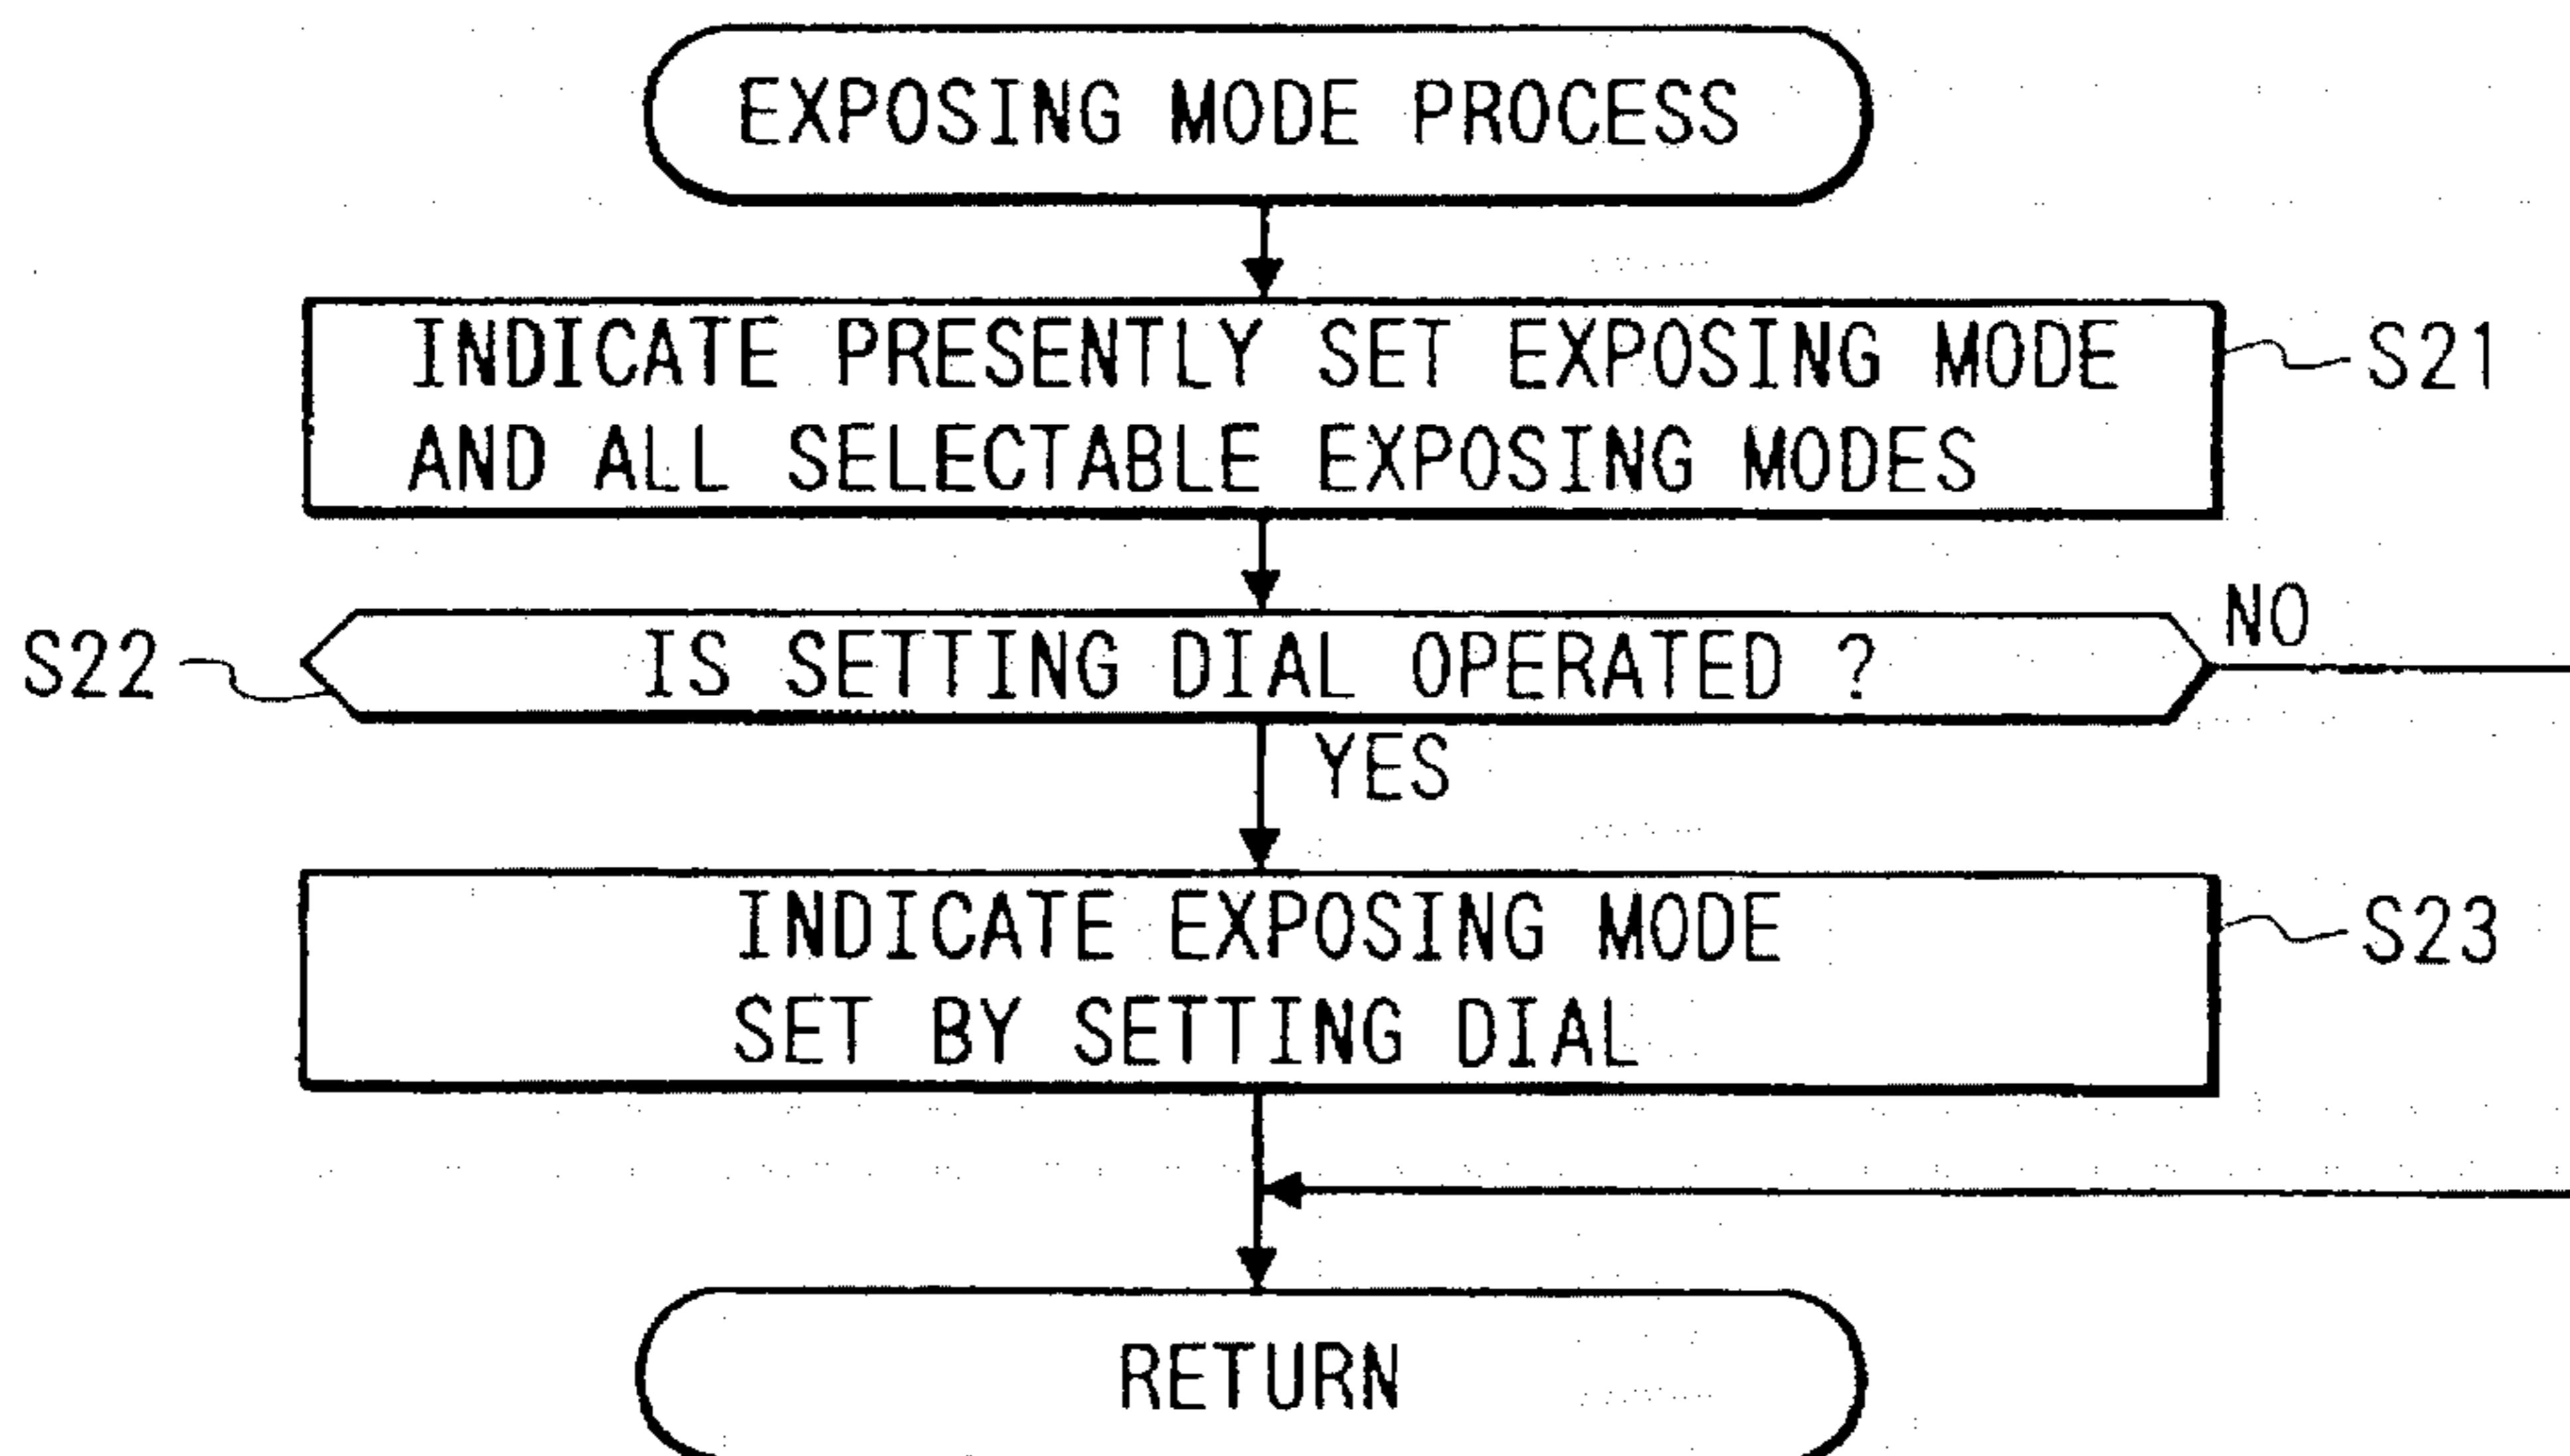 EXPOSING MODE PROCESS
INDICATE PRESENTLY SET EXPOSING MODE
AND ALL SELECTABLE EXPOSING MODES
S21
S22
IS SETTING DIAL OPERATED ?
NO
YES
INDICATE EXPOSING MODE
SET BY SETTING DIAL
S23
RETURN